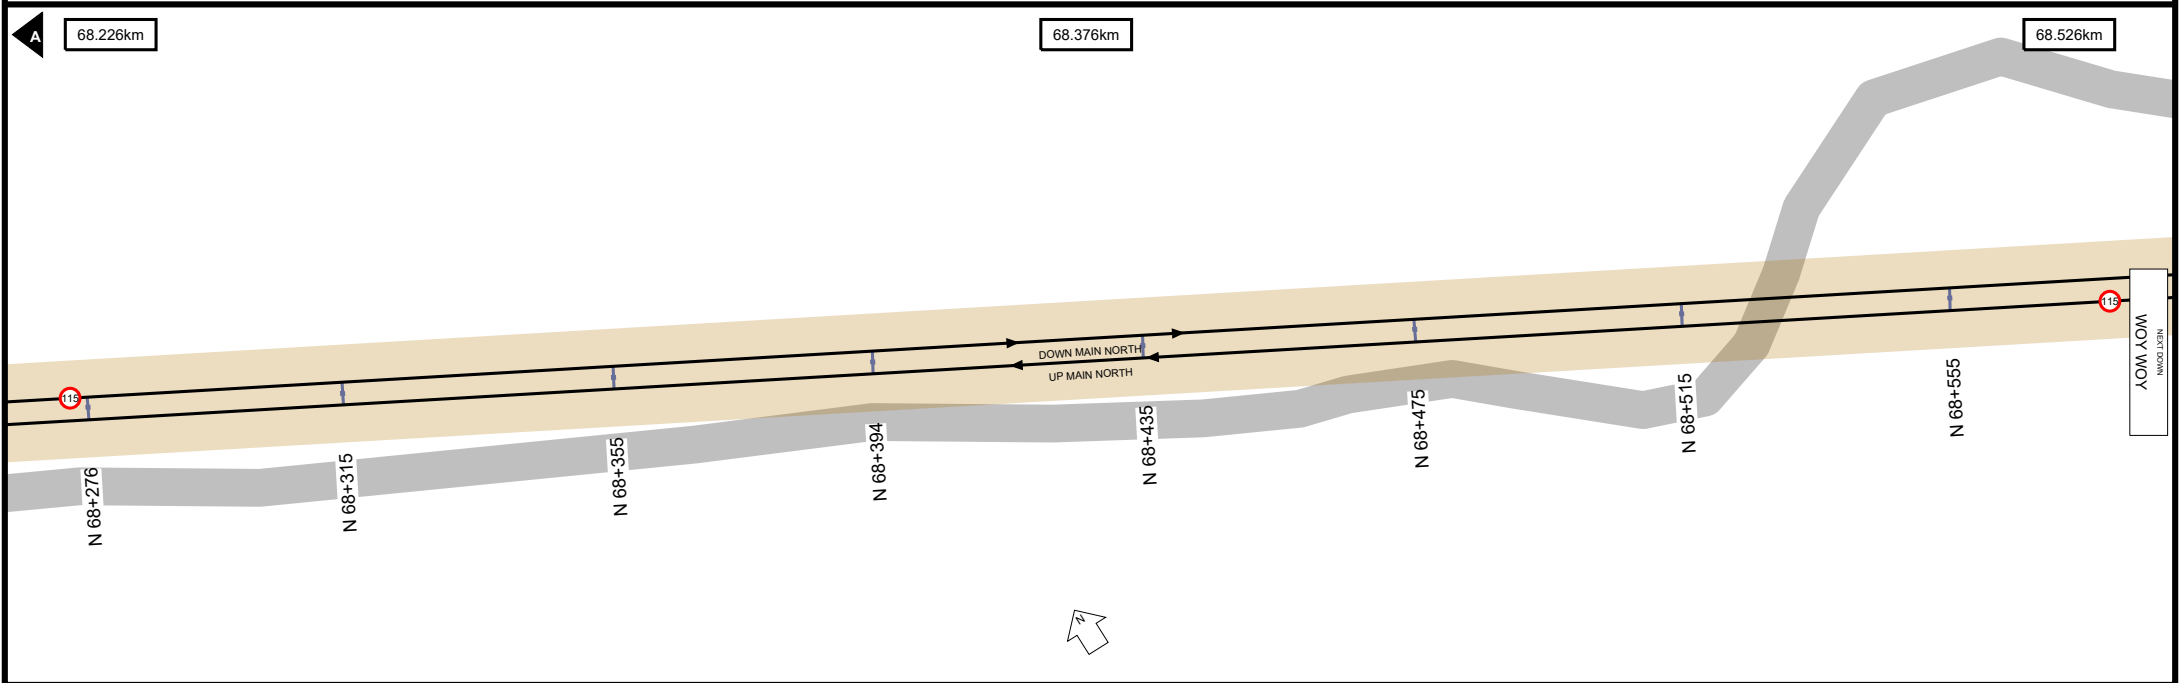 A
68.226km
68.376km
68.526km
115
DOWN MAIN NORTH
UP MAIN NORTH
115
N 68+276
N 68+315
N 68+355
N 68+394
N 68+435
N 68+475
N 68+515
N 68+555
NEXT DOWN
WOY WOY
N